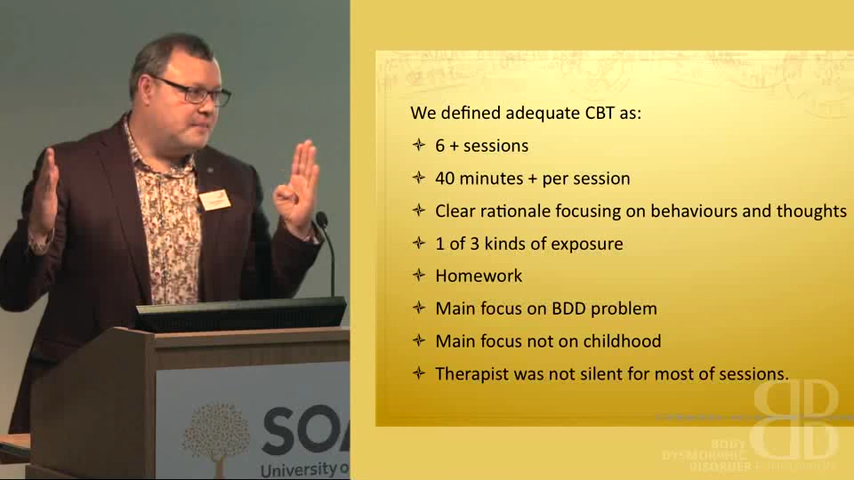 We defined adequate CBT as:
6 + sessions
40 minutes + per session
Clear rationale focusing on behaviours and thoughts
1 of 3 kinds of exposure
Homework
Main focus on BDD problem
Main focus not on childhood
Therapist was not silent for most of sessions.
SOA
University o
BODY
DYSMORPHIC
DISORDER